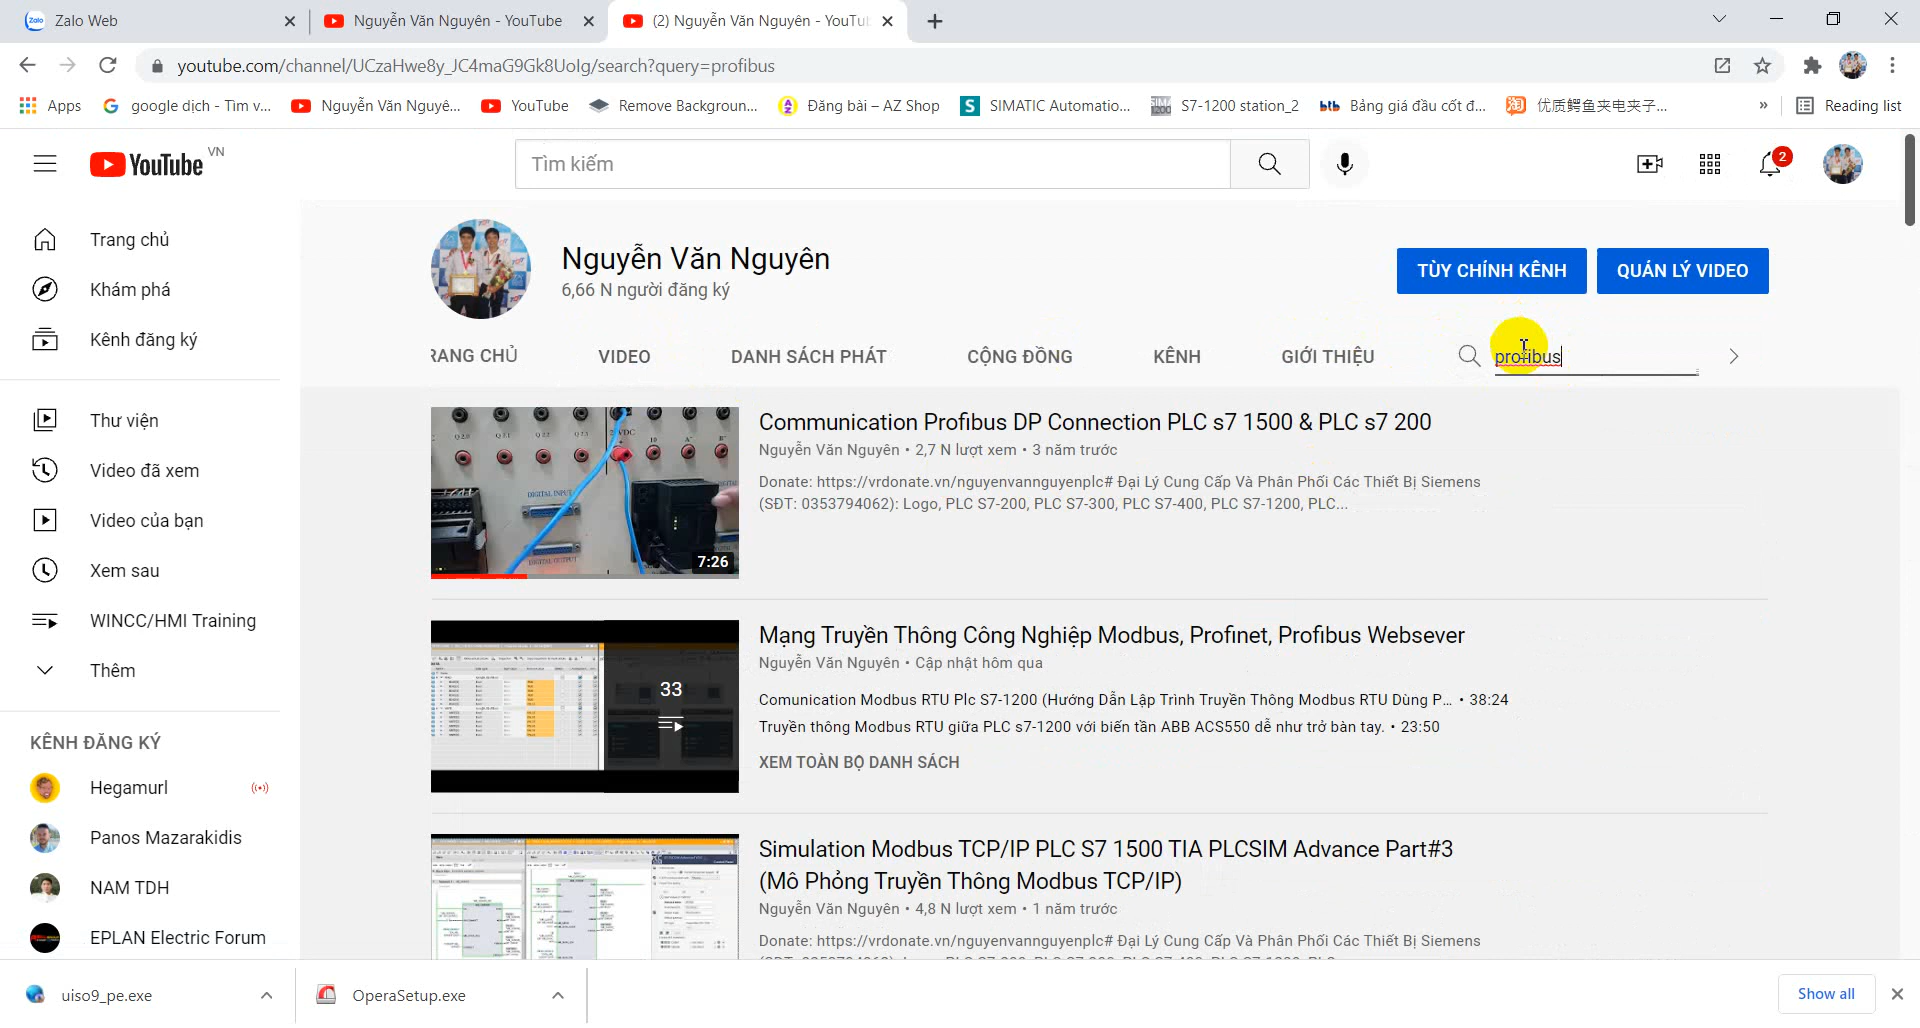 Zalo Web
Nguyễn Văn Nguyên - YouTube
(2) Nguyễn Văn Nguyên - YouTu
youtube.com/channel/UCzaHwe8y_JC4maG9Gk8UoIg/search?query=profibus
Apps
google dịch - Tìm v...
Nguyễn Văn Nguyê...
YouTube
Remove Backgroun...
Đăng bài – AZ Shop
SIMATIC Automatio...
S7-1200 station_2
Bảng giá đầu cốt đ...
优质鳄鱼夹电夹子...
»
Reading list
YouTube VN
Tìm kiếm
2
Trang chủ
Khám phá
Kênh đăng ký
Thư viện
Video đã xem
Video của bạn
Xem sau
WINCC/HMI Training
Thêm
KÊNH ĐĂNG KÝ
Hegamurl
Panos Mazarakidis
NAM TDH
EPLAN Electric Forum
Nguyễn Văn Nguyên
6,66 N người đăng ký
TÙY CHỈNH KÊNH
QUẢN LÝ VIDEO
RANG CHỦ
VIDEO
DANH SÁCH PHÁT
CỘNG ĐỒNG
KÊNH
GIỚI THIỆU
profibus
7:26
Communication Profibus DP Connection PLC s7 1500 & PLC s7 200
Nguyễn Văn Nguyên • 2,7 N lượt xem • 3 năm trước
Donate: https://vrdonate.vn/nguyenvannguyenplc# Đại Lý Cung Cấp Và Phân Phối Các Thiết Bị Siemens
(SĐT: 0353794062): Logo, PLC S7-200, PLC S7-300, PLC S7-400, PLC S7-1200, PLC...
33
Mạng Truyền Thông Công Nghiệp Modbus, Profinet, Profibus Websever
Nguyễn Văn Nguyên • Cập nhật hôm qua
Comunication Modbus RTU Plc S7-1200 (Hướng Dẫn Lập Trình Truyền Thông Modbus RTU Dùng P... • 38:24
Truyền thông Modbus RTU giữa PLC s7-1200 với biến tần ABB ACS550 dễ như trở bàn tay. • 23:50
XEM TOÀN BỘ DANH SÁCH
Simulation Modbus TCP/IP PLC S7 1500 TIA PLCSIM Advance Part#3
(Mô Phỏng Truyền Thông Modbus TCP/IP)
Nguyễn Văn Nguyên • 4,8 N lượt xem • 1 năm trước
Donate: https://vrdonate.vn/nguyenvannguyenplc# Đại Lý Cung Cấp Và Phân Phối Các Thiết Bị Siemens
uiso9_pe.exe
OperaSetup.exe
Show all